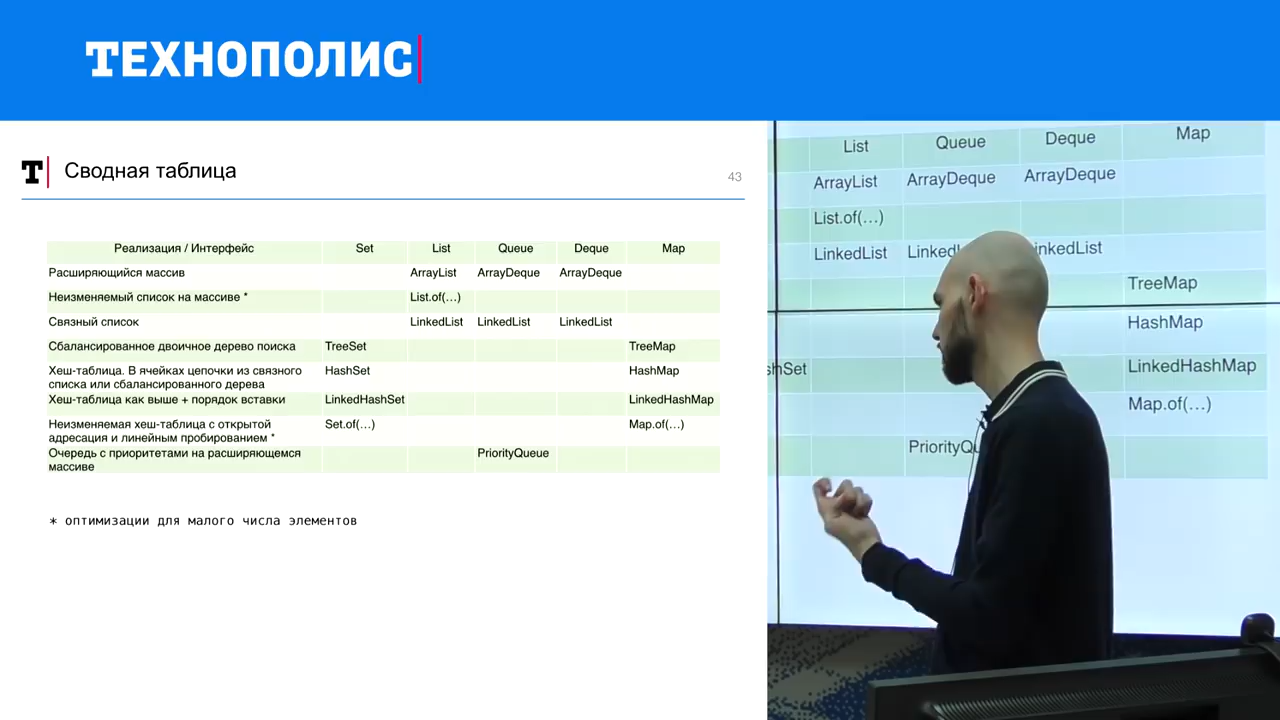 ТЕХНОПОЛИС
Т Сводная таблица
43
Реализация / Интерфейс Set List Queue Deque Map
Расширяющийся массив ArrayList ArrayDeque ArrayDeque
Неизменяемый список на массиве * List.of(…)
Связный список LinkedList LinkedList LinkedList
Сбалансированное двоичное дерево поиска TreeSet TreeMap
Хеш-таблица. В ячейках цепочки из связного
списка или сбалансированного дерева HashSet HashMap
Хеш-таблица как выше + порядок вставки LinkedHashSet LinkedHashMap
Неизменяемая хеш-таблица с открытой
адресация и линейным пробированием * Set.of(…) Map.of(…)
Очередь с приоритетами на расширяющемся
массиве PriorityQueue
* оптимизации для малого числа элементов
List Queue Deque Map
ArrayList ArrayDeque ArrayDeque
List.of(…)
LinkedList
TreeMap
HashMap
LinkedHashMap
Map.of(…)